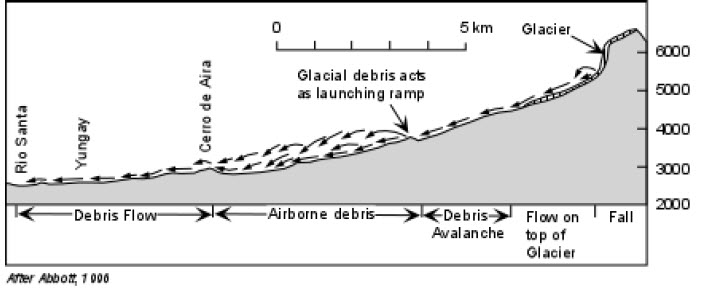 0 5 km
Glacier
6000
Glacial debris acts
as launching ramp
5000
Rio Santa
Yungay
Cerro de Aira
4000
3000
2000
Debris Flow
Airborne debris
Debris
Avalanche
Flow on
top of
Glacier
Fall
After Abbott, 1996